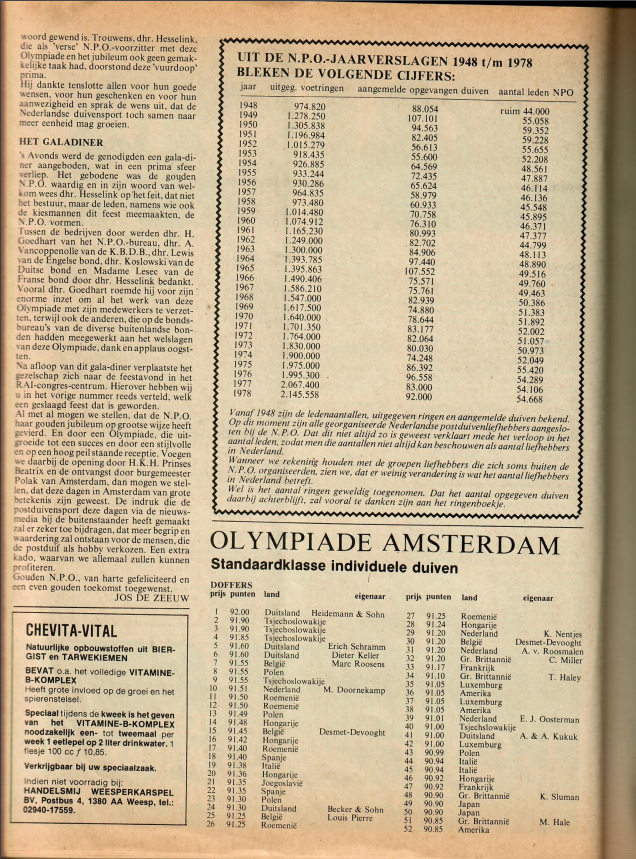 woord gewend is. Trouwens, dhr. Hesselink,
die als 'verse' N.P.O.-voorzitter met deze
Olympiade en het jubileum ook geen gemak-
kelijke taak had, doorstond deze 'vuurdoop'
prima.
Hij dankte tenslotte allen voor hun goede
wensen, voor hun geschenken en voor hun
aanwezigheid en sprak de wens uit, dat de
Nederlandse duivensport toch samen naar
meer eenheid mag groeien.
HET GALADINER
's Avonds werd de genodigden een gala-di-
ner aangeboden, wat in een prima sfeer
verliep. Het gebodene was de gouden
N.P.O. waardig en in zijn woord van wel-
kom wees dhr. Hesselink op het feit, dat niet
het bestuur, maar de leden, namens wie ook
de kiesmannen dit feest meemaakten, de
N.P.O. vormen.
Tussen de bedrijven door werden dhr. H.
Goedhart van het N.P.O.-bureau, dhr. A.
Vancoppenolle van de K.B.D.B., dhr. Lewis
van de Engelse bond, dhr. Koslowski van de
Duitse bond en Madame Lesec van de
Franse bond door dhr. Hesselink bedankt.
Vooral dhr. Goedhart roemde hij voor zijn
enorme inzet om al het werk van deze
Olympiade met zijn medewerkers te verzet-
ten, terwijl ook de anderen, die op de bonds-
bureau's van de diverse buitenlandse bon-
den hadden meegewerkt aan het welslagen
van deze Olympiade, dank en applaus oogst-
ten.
Na afloop van dit gala-diner verplaatste het
gezelschap zich naar de feestavond in het
RAI-congres-centrum. Hierover hebben wij
u in het vorige nummer reeds verteld, welk
een geslaagd feest dat is geworden.
Al met al mogen we stellen, dat de N.P.O.
haar gouden jubileum op grootse wijze heeft
gevierd. En door een Olympiade, die uit-
groeide tot een succes en door een stijlvolle
en op een hoog peil staande receptie. Voegen
we daarbij de opening door H.K.H. Prinses
Beatrix en de ontvangst door burgemeester
Polak van Amsterdam, dan mogen we stel-
len, dat deze dagen in Amsterdam van grote
betekenis zijn geweest. De indruk die de
postduivensport deze dagen via de nieuws-
media bij de buitenstaander heeft gemaakt
zal er zeker toe bijdragen, dat meer begrip en
waardering zal ontstaan voor de mensen, die
de postduif als hobby verkozen. Een extra
kado, waarvan we allemaal zullen kunnen
profiteren.
Gouden N.P.O., van harte gefeliciteerd en
een even gouden toekomst toegewenst.
JOS DE ZEEUW
CHEVITA-VITAL
Natuurlijke opbouwstoffen uit BIER-
GIST en TARWEKIEMEN
BEVAT o.a. het volledige VITAMINE-
B-KOMPLEX
Heeft grote invloed op de groei en het
spierenstelsel.
Speciaal tijdens de kweek is het geven
van het VITAMINE-B-KOMPLEX
noodzakelijk een- tot tweemaal per
week 1 eetlepel op 2 liter drinkwater. 1
flesje 100 cc ƒ 10,85.
Verkrijgbaar bij uw speciaalzaak.
Indien niet voorradig bij:
HANDELSMIJ WEESPERKARSPEL
BV, Postbus 4, 1380 AA Weesp, tel.:
02940-17559.
UIT DE N.P.O.-JAARVERSLAGEN 1948 t/m 1978
BLEKEN DE VOLGENDE CIJFERS:
jaar uitgeg. voetringen aangemelde opgevangen duiven aantal leden NPO
1948 974.820 88.054 ruim 44.000
1949 1.278.250 107.101 55.058
1950 1.305.838 94.563 59.352
1951 1.196.984 82.405 59.228
1952 1.015.279 56.613 55.655
1953 918.435 55.600 52.208
1954 926.885 64.569 48.561
1955 933.244 72.435 47.887
1956 930.286 65.624 46.114
1957 964.835 58.979 46.136
1958 973.480 60.933 45.548
1959 1.014.480 70.758 45.895
1960 1.074.912 76.310 46.371
1961 1.165.230 80.993 47.377
1962 1.249.000 82.702 44.799
1963 1.300.000 84.906 48.113
1964 1.393.785 97.440 48.890
1965 1.395.863 107.552 49.516
1966 1.490.406 75.571 49.760
1967 1.586.210 75.761 49.463
1968 1.547.000 82.939 50.386
1969 1.617.500 74.880 51.383
1970 1.640.000 78.644 51.892
1971 1.701.350 83.177 52.002
1972 1.764.000 82.064 51.057
1973 1.830.000 80.030 50.973
1974 1.900.000 74.248 52.049
1975 1.975.000 86.392 55.420
1976 1.995.300 96.558 54.289
1977 2.067.400 83.000 54.106
1978 2.145.558 92.000 54.668
Vanaf 1948 zijn de ledenaantallen, uitgegeven ringen en aangemelde duiven bekend.
Op dit moment zijn alle georganiseerde Nederlandse postduivenliefhebbers aangeslo-
ten bij de N.P.O. Dat dit niet altijd zo is geweest verklaart mede het verloop in het
aantal leden, zodat men die aantallen niet altijd kan beschouwen als aantal liefhebbers
in Nederland.
Wanneer we rekening houden met de groepen liefhebbers die zich soms buiten de
N.P.O. organiseerden, zien we, dat er weinig verandering is wat het aantal liefhebbers
in Nederland betreft.
Wel is het aantal ringen geweldig toegenomen. Dat het aantal opgegeven duiven
daarbij achterblijft, zal vooral te danken zijn aan het ringenboekje.
OLYMPIADE AMSTERDAM
Standaardklasse individuele duiven
DOFFERS
prijs punten land eigenaar
1 92.00 Duitsland Heidemann & Sohn
2 91.90 Tsjechoslowakije
3 91.90 Tsjechoslowakije
4 91.85 Tsjechoslowakije
5 91.60 Duitsland Erich Schramm
6 91.60 Duitsland Dieter Keller
7 91.55 België Marc Roosens
8 91.55 Polen
9 91.55 Tsjechoslowakije
10 91.51 Nederland M. Doornekamp
11 91.50 Roemenië
12 91.50 Roemenië
13 91.49 Polen
14 91.48 Hongarije
15 91.45 België Desmet-Devooght
16 91.42 Hongarije
17 91.40 Roemenië
18 91.40 Spanje
19 91.38 Italië
20 91.36 Hongarije
21 91.35 Joegoslavië
22 91.35 Spanje
23 91.30 Polen
24 91.30 Duitsland Becker & Sohn
25 91.25 België Louis Pierre
26 91.25 Roemenië
prijs punten land eigenaar
27 91.25 Roemenië
28 91.24 Hongarije
29 91.20 Nederland K. Nentjes
30 91.20 België Desmet-Devooght
31 91.20 Nederland A. v. Roosmalen
32 91.20 Gr. Brittannië C. Miller
33 91.17 Frankrijk
34 91.10 Gr. Brittannië T. Haley
35 91.05 Luxemburg
36 91.05 Amerika
37 91.05 Luxemburg
38 91.05 Amerika
39 91.01 Nederland E. J. Oosterman
40 91.00 Tsjechoslowakije
41 91.00 Duitsland A. & A. Kukuk
42 91.00 Luxemburg
43 90.99 Polen
44 90.94 Italië
45 90.94 Italië
46 90.92 Hongarije
47 90.92 Frankrijk
48 90.90 Gr. Brittannië K. Sluman
49 90.90 Japan
50 90.90 Japan
51 90.85 Gr. Brittannië M. Hale
52 90.85 Amerika